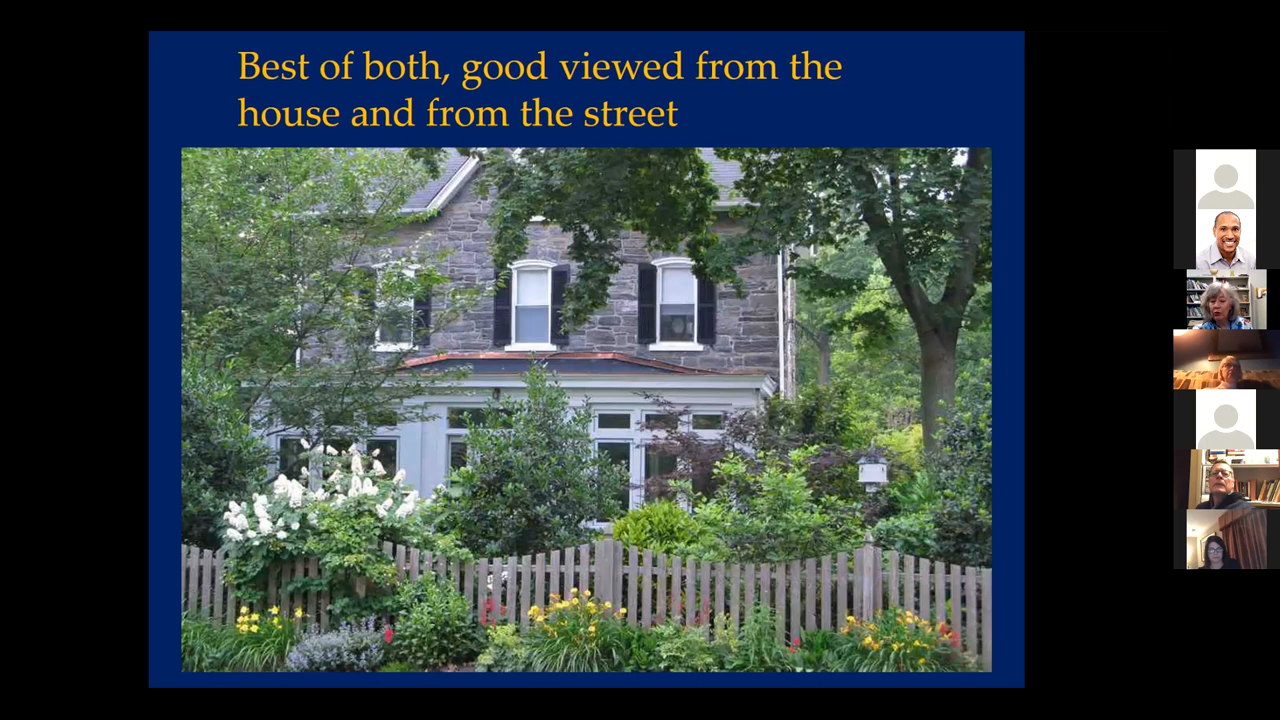 Best of both, good viewed from the
house and from the street